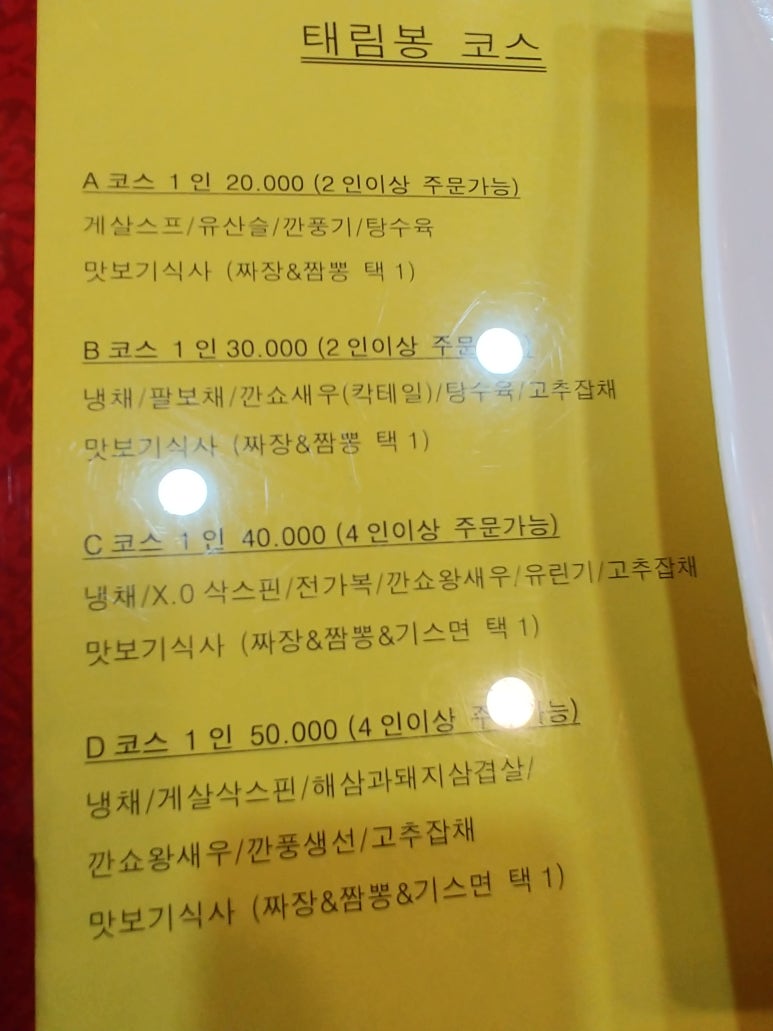 태림봉 코스
A 코스 1 인 20.000 (2 인이상 주문가능)
게살스프/유산슬/깐풍기/탕수육
맛보기식사 (짜장&짬뽕 택 1)
B 코스 1 인 30.000 (2 인이상
냉채/팔보채/깐쇼새우(칵테일)/탕수육/고추잡채
맛보기식사 (짜장&짬뽕 택 1)
C 코스 1 인 40.000 (4 인이상 주문가능)
냉채/X.O 삭스핀/전가복/깐쇼왕새우/유린기/고추잡채
맛보기식사 (짜장&짬뽕&기스면 택 1)
D 코스 1 인 50.000 (4 인이상
냉채/게살삭스핀/해삼과돼지삼겹살/
깐쇼왕새우/깐풍생선/고추잡채
맛보기식사 (짜장&짬뽕&기스면 택 1)